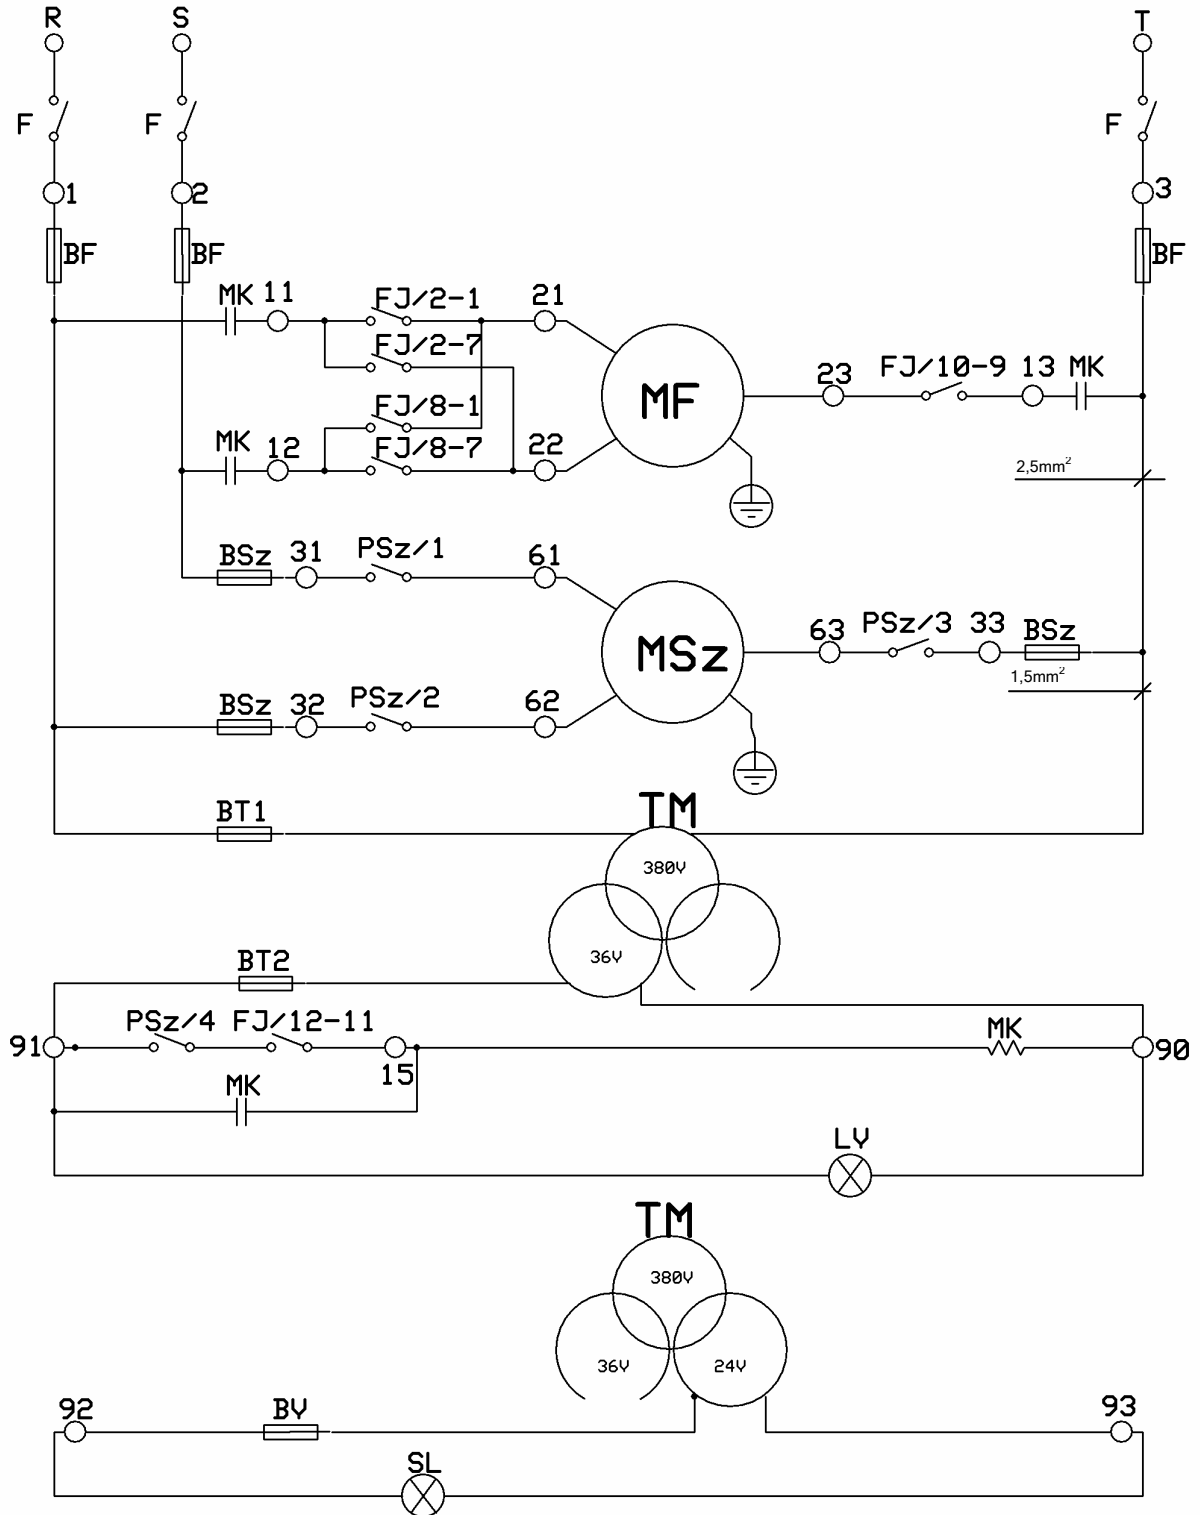 R S T
F F F
1 2 3
BF BF BF
MK 11 FJ/2-1 21
FJ/2-7
MF 23 FJ/10-9 13 MK
FJ/8-1
MK 12 FJ/8-7 22
2,5mm²
BSz 31 PSz/1 61
MSz 63 PSz/3 33 BSz
1,5mm²
BSz 32 PSz/2 62
BT1 TM
380V
36V
BT2
PSz/4 FJ/12-11 MK
91 90
15
MK
LV
TM
380V
36V 24V
92 BV 93
SL